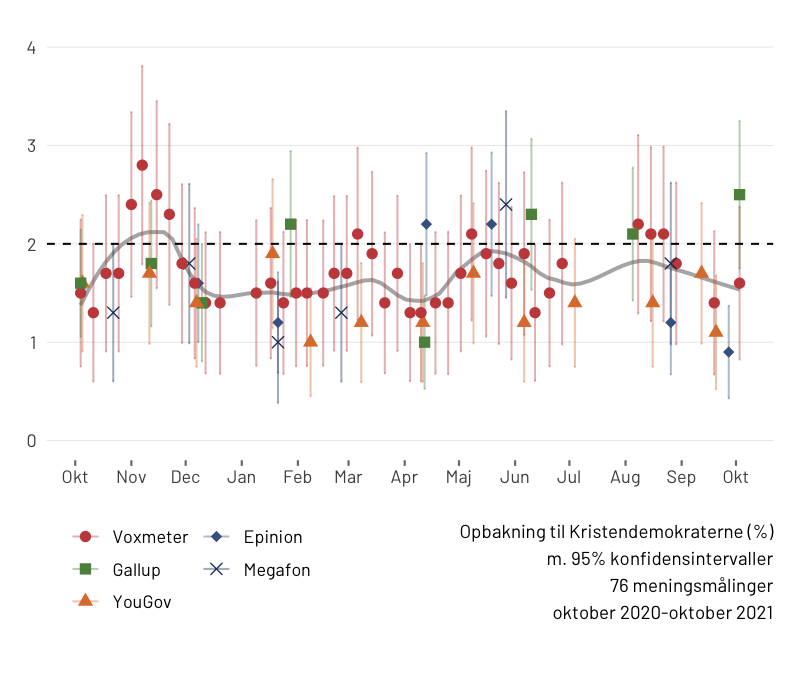 4
3
2
1
0
Okt Nov Dec Jan Feb Mar Apr Maj Jun Jul Aug Sep Okt
Voxmeter Epinion
Gallup Megafon
YouGov
Opbakning til Kristendemokraterne (%)
m. 95% konfidensintervaller
76 meningsmålinger
oktober 2020-oktober 2021